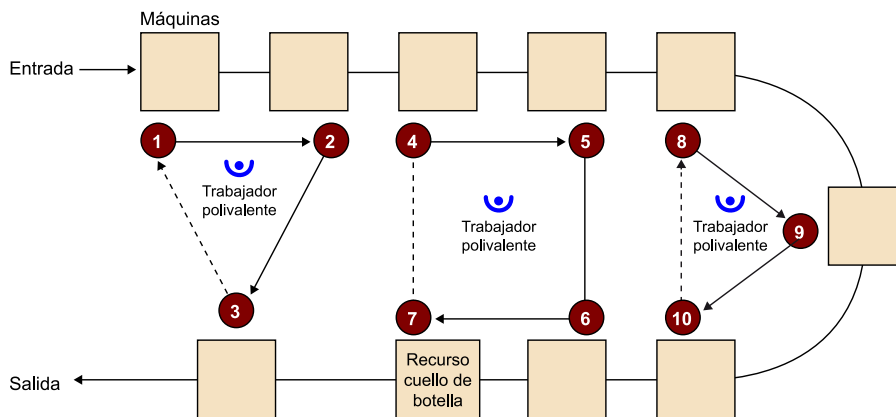 Máquinas
Entrada
1
2
4
5
8
Trabajador
polivalente
Trabajador
polivalente
Trabajador
polivalente
9
3
7
6
10
Recurso
cuello de
botella
Salida